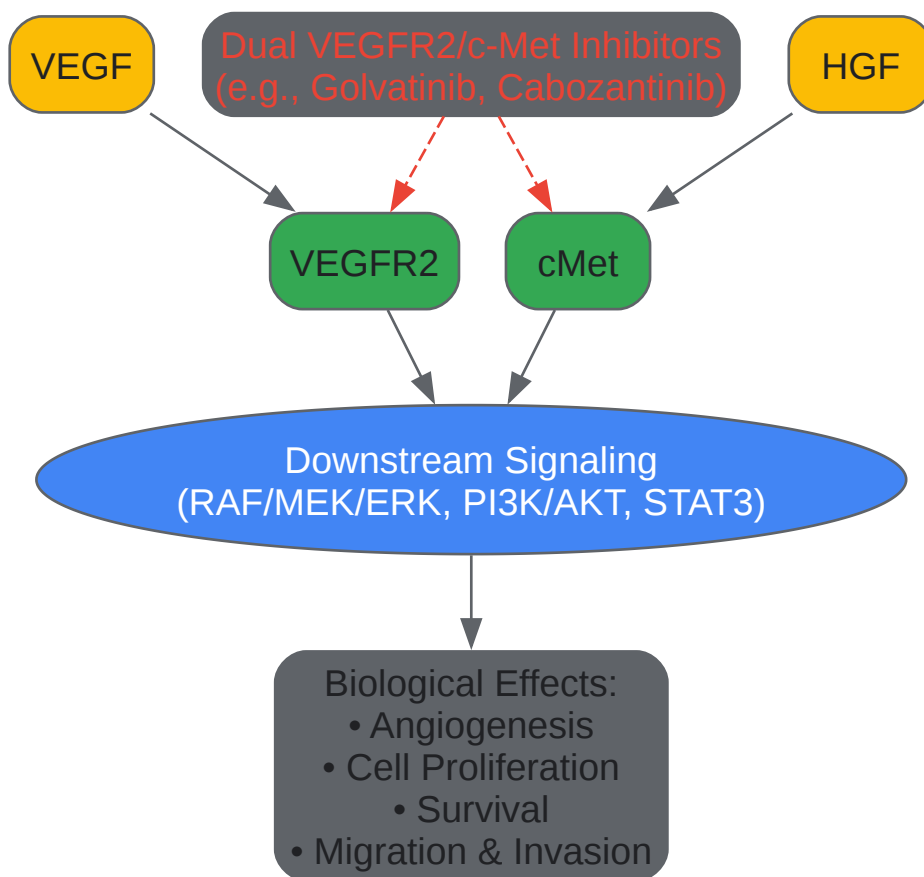 VEGF
Dual VEGFR2/c-Met Inhibitors
(e.g., Golvatinib, Cabozantinib)
HGF
VEGFR2
cMet
Downstream Signaling
(RAF/MEK/ERK, PI3K/AKT, STAT3)
Biological Effects:
• Angiogenesis
• Cell Proliferation
• Survival
• Migration & Invasion